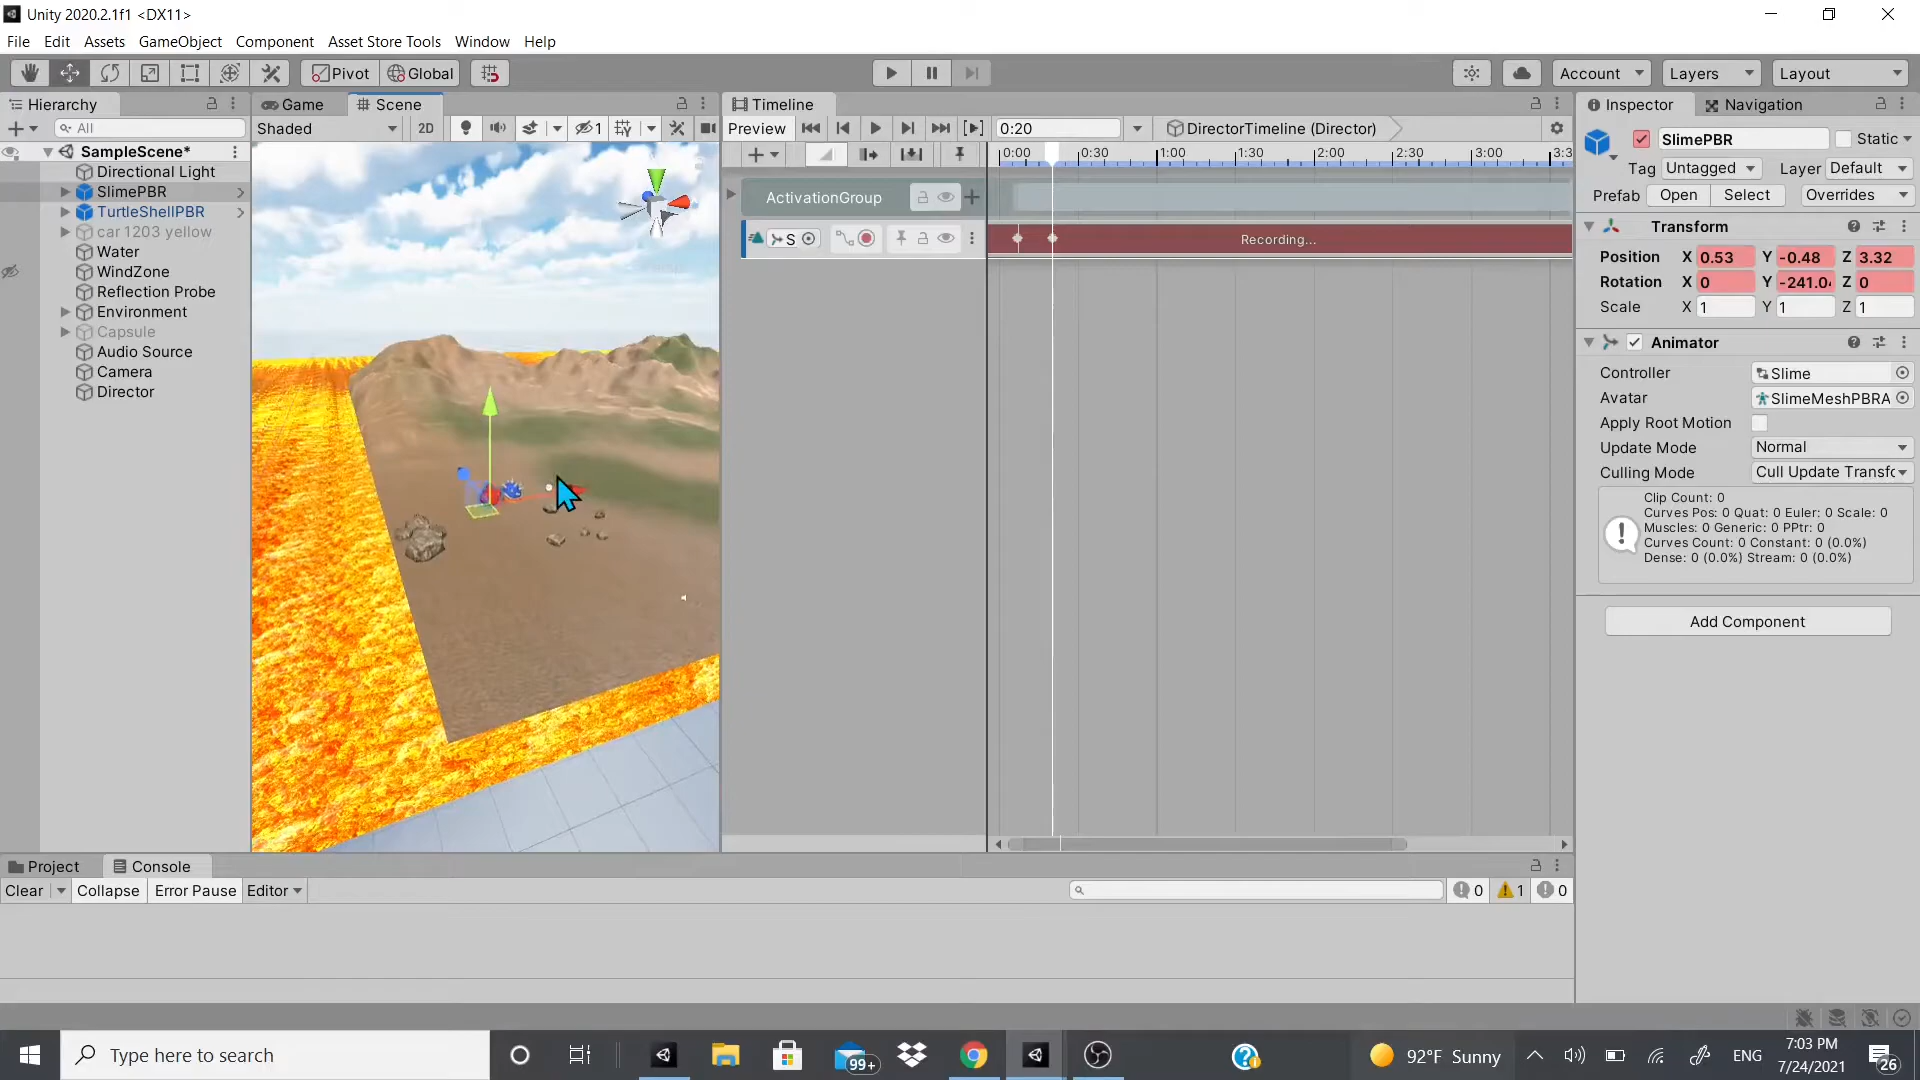 Unity 2020.2.1f1 <DX11>
File Edit Assets GameObject Component Asset Store Tools Window Help
Pivot Global Account Layers Layout
Hierarchy
All
SampleScene*
Directional Light
SlimePBR
TurtleShellPBR
car 1203 yellow
Water
WindZone
Reflection Probe
Environment
Capsule
Audio Source
Camera
Director
Game Scene
Shaded 2D 1
Timeline
Preview 0:20 DirectorTimeline (Director)
0:00 0:30 1:00 1:30 2:00 2:30 3:00 3:3
ActivationGroup
S Recording...
Inspector Navigation
SlimePBR Static
Tag Untagged Layer Default
Prefab Open Select Overrides
Transform
Position X 0.53 Y -0.48 Z 3.32
Rotation X 0 Y -241.0 Z 0
Scale X 1 Y 1 Z 1
Animator
Controller Slime
Avatar SlimeMeshPBRA
Apply Root Motion
Update Mode Normal
Culling Mode Cull Update Transfo
Clip Count: 0
Curves Pos: 0 Quat: 0 Euler: 0 Scale: 0
Muscles: 0 Generic: 0 PPtr: 0
Curves Count: 0 Constant: 0 (0.0%)
Dense: 0 (0.0%) Stream: 0 (0.0%)
Add Component
Project Console
Clear Collapse Error Pause Editor 0 1 0
Type here to search
99+
92°F Sunny
ENG
7:03 PM
7/24/2021
26